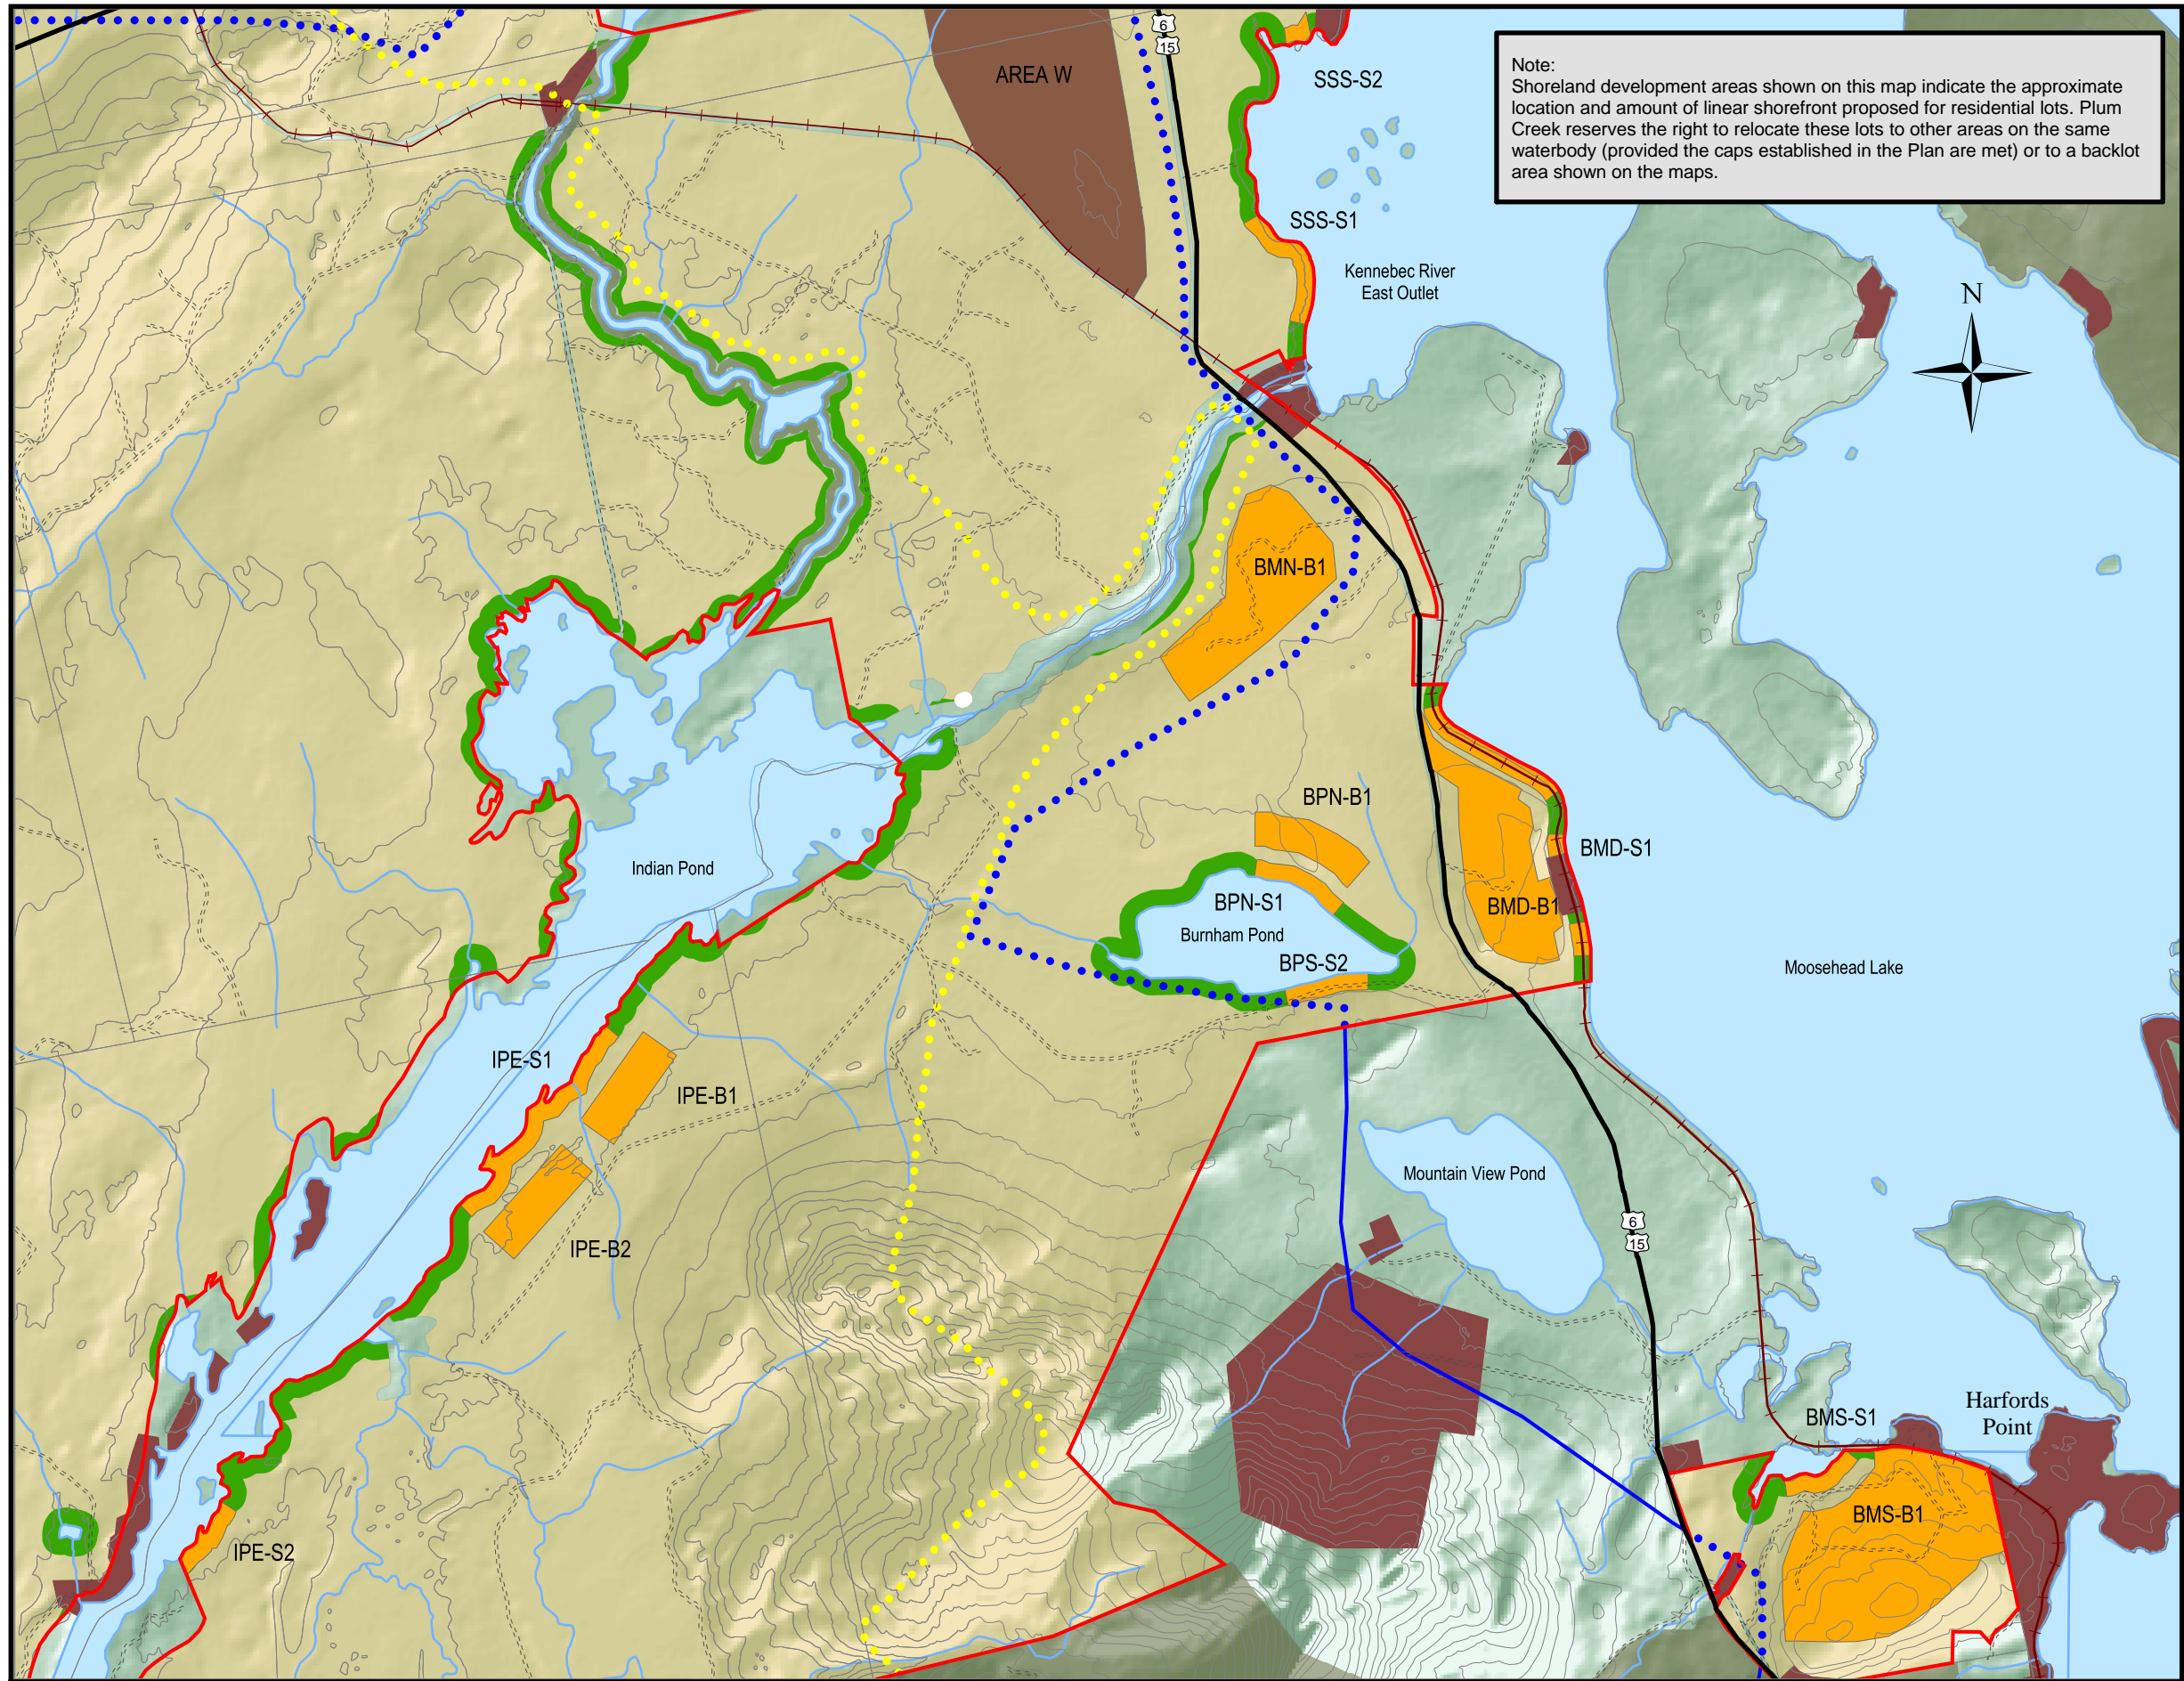 6
15
AREA W
SSS-S2
Note:
Shoreland development areas shown on this map indicate the approximate
location and amount of linear shorefront proposed for residential lots. Plum
Creek reserves the right to relocate these lots to other areas on the same
waterbody (provided the caps established in the Plan are met) or to a backlot
area shown on the maps.
SSS-S1
Kennebec River
East Outlet
N
BMN-B1
BPN-B1
BMD-S1
Indian Pond
BPN-S1
BMD-B1
Burnham Pond
BPS-S2
Moosehead Lake
IPE-S1
IPE-B1
Mountain View Pond
6
15
IPE-B2
Harfords
Point
BMS-S1
BMS-B1
IPE-S2